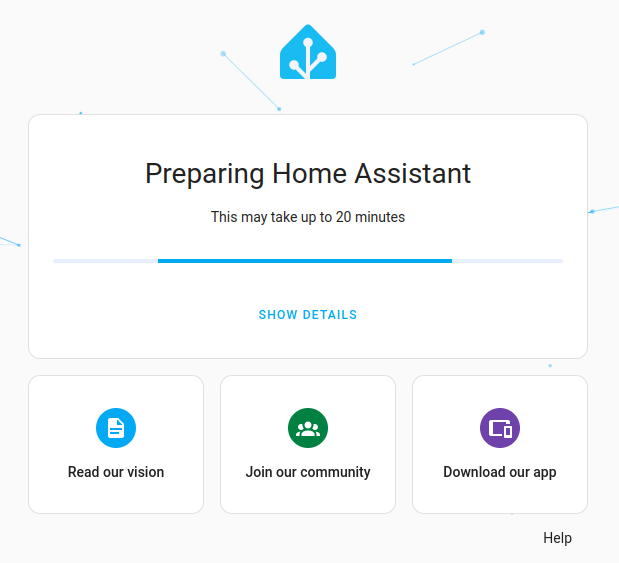 Preparing Home Assistant
This may take up to 20 minutes
SHOW DETAILS
Read our vision
Join our community
Download our app
Help